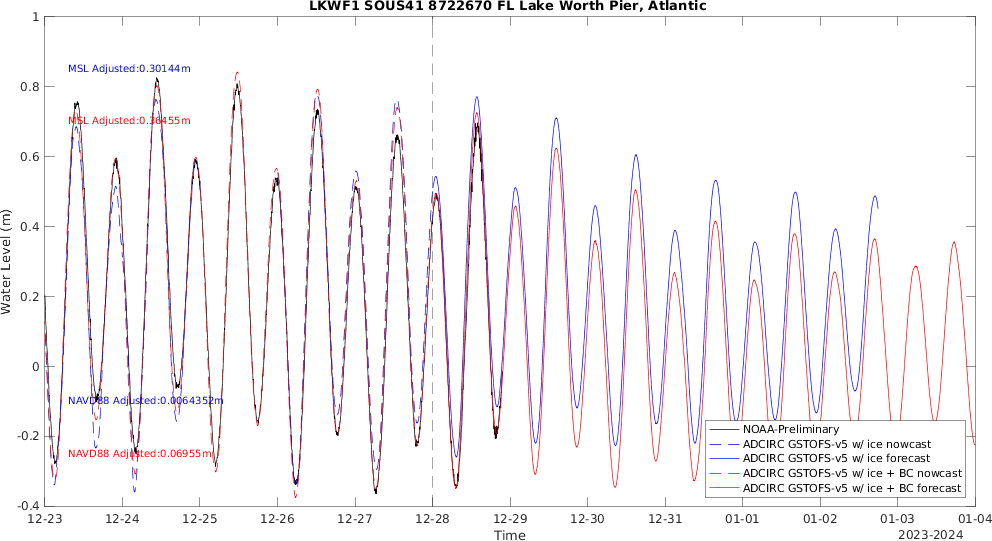 LKWF1 SOUS41 8722670 FL Lake Worth Pier, Atlantic
1
0.8
0.6
0.4
0.2
0
-0.2
-0.4
Water Level (m)
MSL Adjusted:0.30144m
MSL Adjusted:0.36455m
NAVD88 Adjusted:0.0064352m
NAVD88 Adjusted:0.06955m
NOAA-Preliminary
ADCIRC GSTOFS-v5 w/ ice nowcast
ADCIRC GSTOFS-v5 w/ ice forecast
ADCIRC GSTOFS-v5 w/ ice + BC nowcast
ADCIRC GSTOFS-v5 w/ ice + BC forecast
12-23 12-24 12-25 12-26 12-27 12-28 12-29 12-30 12-31 01-01 01-02 01-03 01-04
Time
2023-2024